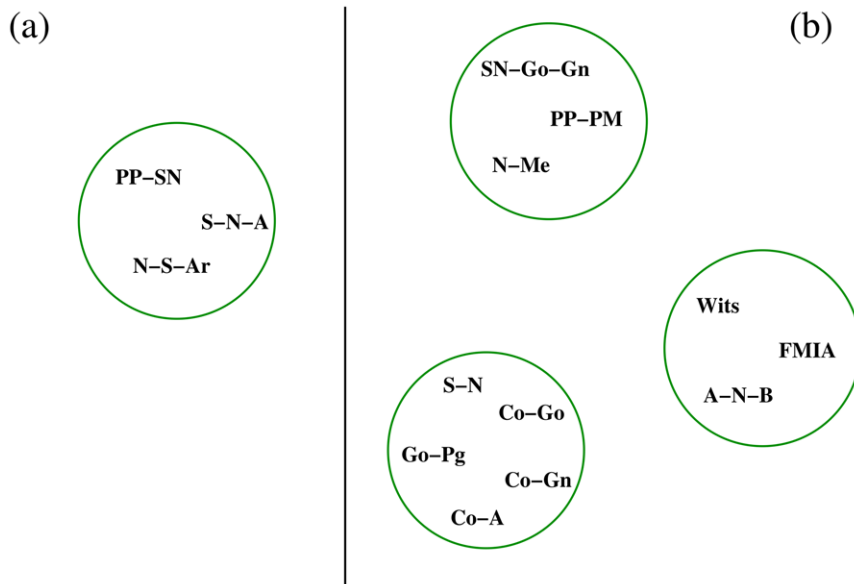 (a)
PP–SN
S–N–A
N–S–Ar
(b)
SN–Go–Gn
PP–PM
N–Me
Wits
FMIA
A–N–B
S–N
Co–Go
Go–Pg
Co–Gn
Co–A